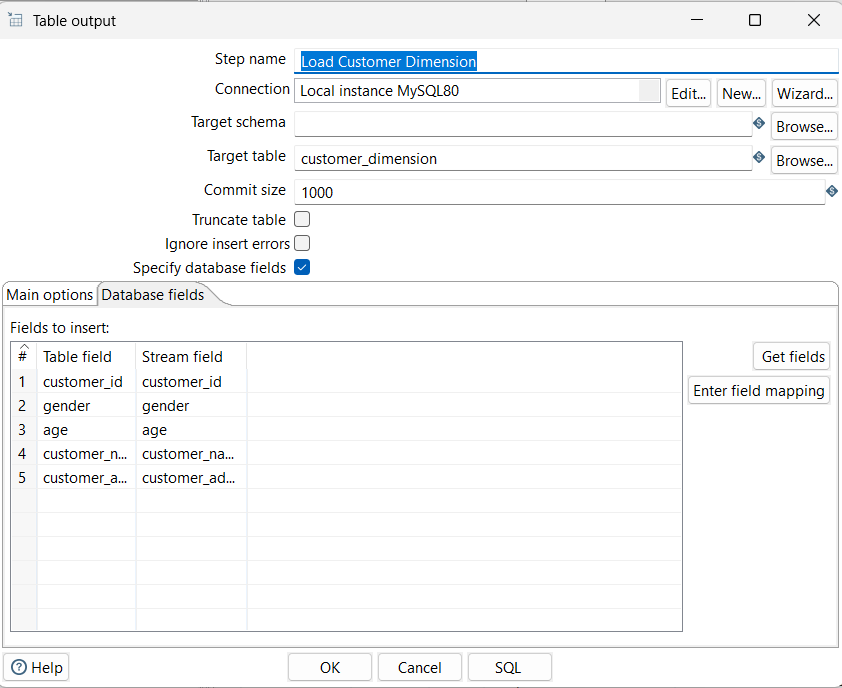 Table output
Step name Load Customer Dimension
Connection Local instance MySQL80 Edit... New... Wizard...
Target schema Browse...
Target table customer_dimension Browse...
Commit size 1000
Truncate table
Ignore insert errors
Specify database fields
Main options Database fields
Fields to insert:
# Table field Stream field Get fields
1 customer_id customer_id Enter field mapping
2 gender gender
3 age age
4 customer_n... customer_na...
5 customer_a... customer_ad...
Help OK Cancel SQL